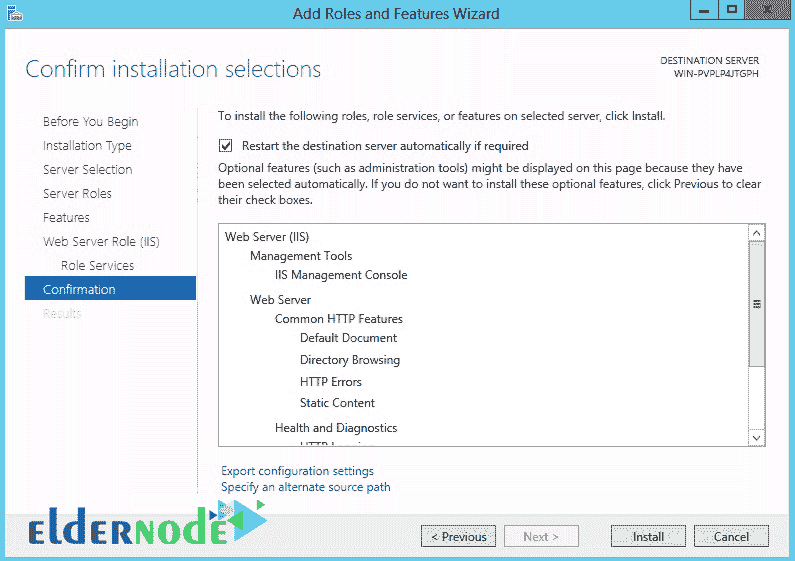 Add Roles and Features Wizard
Confirm installation selections
DESTINATION SERVER
WIN-PVPLP4JTGPH
Before You Begin
Installation Type
Server Selection
Server Roles
Features
Web Server Role (IIS)
Role Services
Confirmation
Results
To install the following roles, role services, or features on selected server, click Install.
Restart the destination server automatically if required
Optional features (such as administration tools) might be displayed on this page because they have
been selected automatically. If you do not want to install these optional features, click Previous to clear
their check boxes.
Web Server (IIS)
Management Tools
IIS Management Console
Web Server
Common HTTP Features
Default Document
Directory Browsing
HTTP Errors
Static Content
Health and Diagnostics
Export configuration settings
Specify an alternate source path
elderNode
< Previous
Next >
Install
Cancel